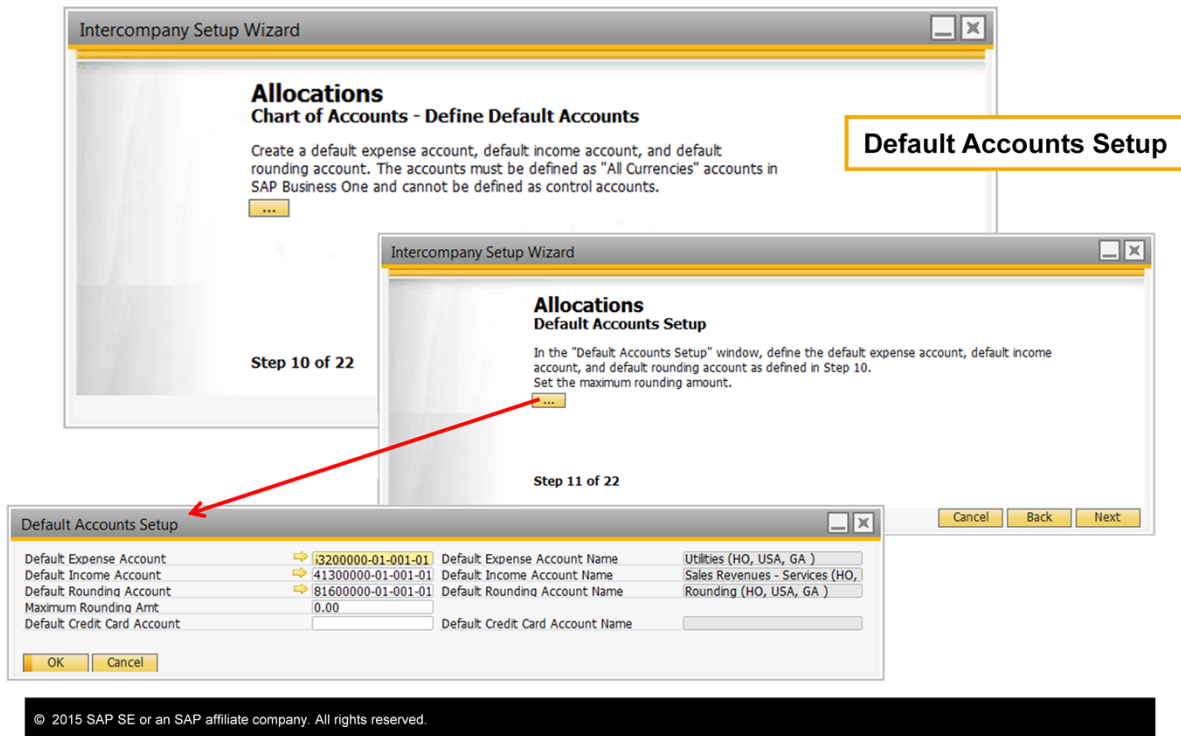 Intercompany Setup Wizard
Allocations
Chart of Accounts - Define Default Accounts
Create a default expense account, default income account, and default
rounding account. The accounts must be defined as "All Currencies" accounts in
SAP Business One and cannot be defined as control accounts.
...
Step 10 of 22
Default Accounts Setup
Intercompany Setup Wizard
Allocations
Default Accounts Setup
In the "Default Accounts Setup" window, define the default expense account, default income
account, and default rounding account as defined in Step 10.
Set the maximum rounding amount.
...
Step 11 of 22
Cancel Back Next
Default Accounts Setup
Default Expense Account 3200000-01-001-01 Default Expense Account Name Utilities (HO, USA, GA )
Default Income Account 41300000-01-001-01 Default Income Account Name Sales Revenues - Services (HO,
Default Rounding Account 81600000-01-001-01 Default Rounding Account Name Rounding (HO, USA, GA )
Maximum Rounding Amt 0.00
Default Credit Card Account Default Credit Card Account Name
OK Cancel
© 2015 SAP SE or an SAP affiliate company. All rights reserved.